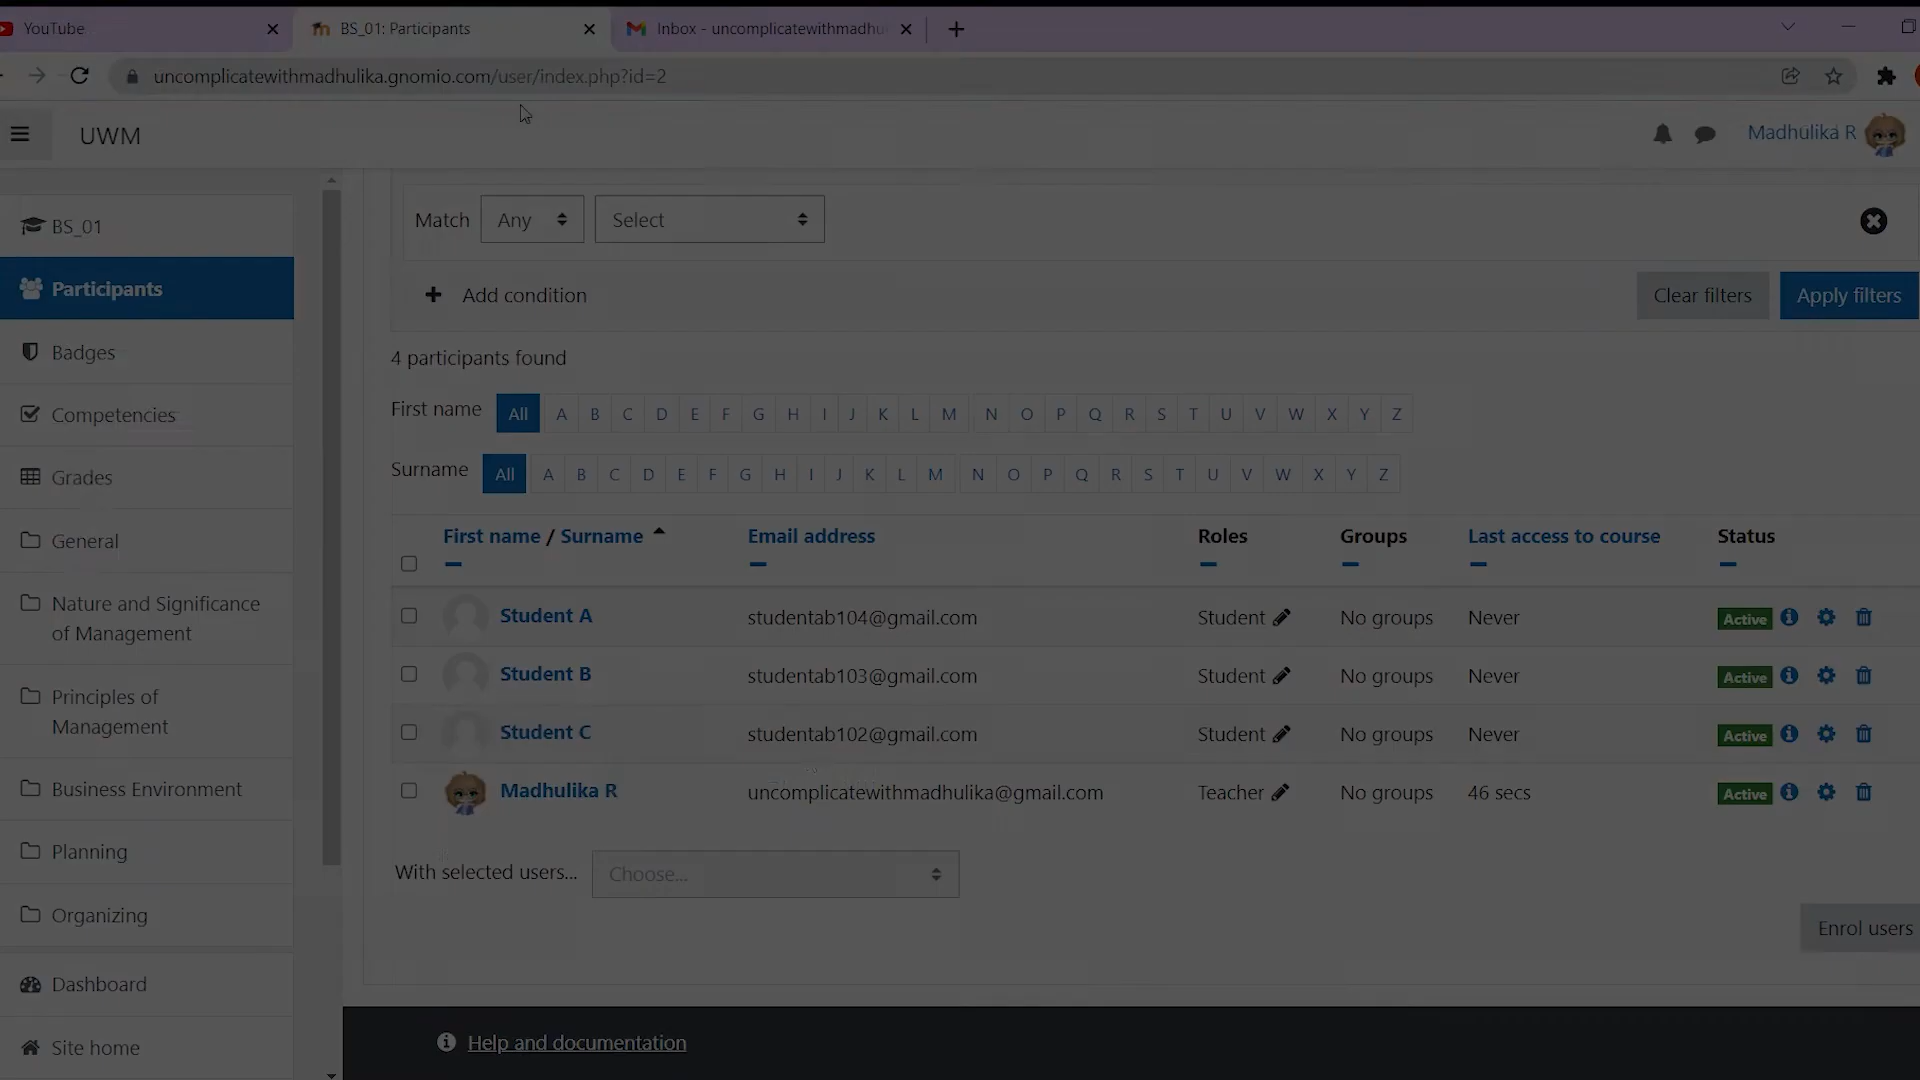 YouTube
BS_01: Participants
Inbox - uncomplicatewithmadhu
uncomplicatewithmadhulika.gnomio.com/user/index.php?id=2
UWM
Madhulika R
BS_01
Participants
Badges
Competencies
Grades
General
Nature and Significance
of Management
Principles of
Management
Business Environment
Planning
Organizing
Dashboard
Site home
Match Any Select
Add condition
Clear filters Apply filters
4 participants found
First name All A B C D E F G H I J K L M N O P Q R S T U V W X Y Z
Surname All A B C D E F G H I J K L M N O P Q R S T U V W X Y Z
First name / Surname Email address Roles Groups Last access to course Status
Student A studentab104@gmail.com Student No groups Never Active
Student B studentab103@gmail.com Student No groups Never Active
Student C studentab102@gmail.com Student No groups Never Active
Madhulika R uncomplicatewithmadhulika@gmail.com Teacher No groups 46 secs Active
With selected users... Choose...
Enrol users
Help and documentation